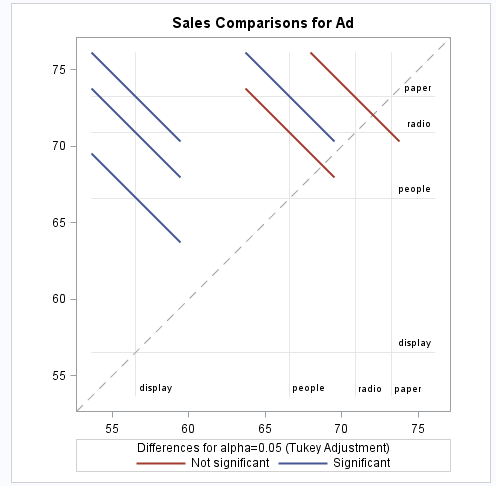 Sales Comparisons for Ad
75
paper
radio
70
people
65
60
display
55
display
people
radio
paper
55
60
65
70
75
Differences for alpha=0.05 (Tukey Adjustment)
Not significant
Significant